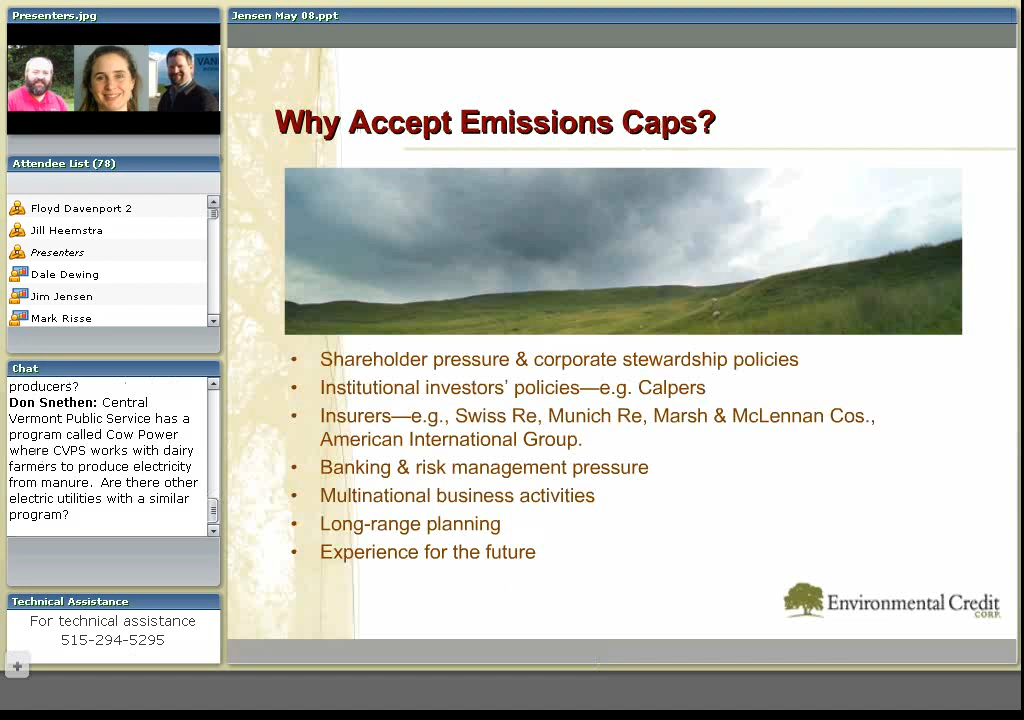 Presenters.jpg
VAN
Attendee List (78)
Floyd Davenport 2
Jill Heemstra
Presenters
Dale Dewing
Jim Jensen
Mark Risse
Chat
producers?
Don Snethen: Central
Vermont Public Service has a
program called Cow Power
where CVPS works with dairy
farmers to produce electricity
from manure. Are there other
electric utilities with a similar
program?
Technical Assistance
For technical assistance
515-294-5295
Jensen May 08.ppt
Why Accept Emissions Caps?
• Shareholder pressure & corporate stewardship policies
• Institutional investors’ policies—e.g. Calpers
• Insurers—e.g., Swiss Re, Munich Re, Marsh & McLennan Cos.,
American International Group.
• Banking & risk management pressure
• Multinational business activities
• Long-range planning
• Experience for the future
Environmental Credit
CORP.